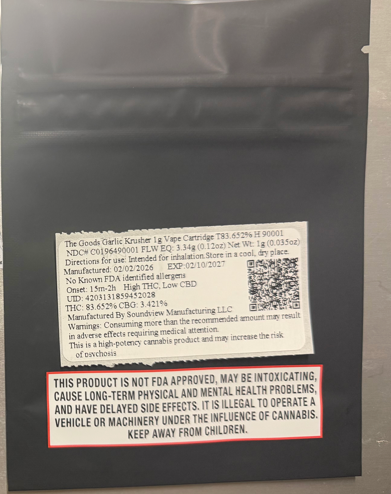 The Goods Garlic Krusher 1g Vape Cartridge T83.652% H.90001
NDC# C0196490001 FLW EQ: 3.34g (0.12oz) Net Wt: 1g (0.035oz)
Directions for use: Intended for inhalation.Store in a cool, dry place.
Manufactured: 02/02/2026 EXP:02/10/2027
No Known FDA identified allergens
Onset: 15m-2h High THC, Low CBD
UID: 4203131859452028
THC: 83.652% CBG: 3.421%
Manufactured By Soundview Manufacturing LLC
Warnings: Consuming more than the recommended amount may result
in adverse effects requiring medical attention.
This is a high-potency cannabis product and may increase the risk
of psychosis
THIS PRODUCT IS NOT FDA APPROVED, MAY BE INTOXICATING,
CAUSE LONG-TERM PHYSICAL AND MENTAL HEALTH PROBLEMS,
AND HAVE DELAYED SIDE EFFECTS. IT IS ILLEGAL TO OPERATE A
VEHICLE OR MACHINERY UNDER THE INFLUENCE OF CANNABIS.
KEEP AWAY FROM CHILDREN.